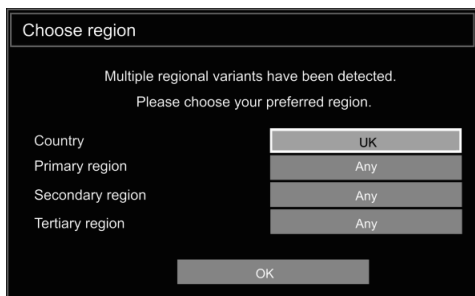 Choose region
Multiple regional variants have been detected.
Please choose your preferred region.
Country UK
Primary region Any
Secondary region Any
Tertiary region Any
OK